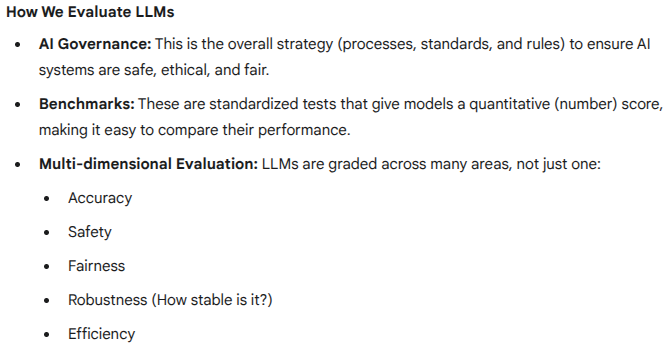 How We Evaluate LLMs
• AI Governance: This is the overall strategy (processes, standards, and rules) to ensure AI
systems are safe, ethical, and fair.
• Benchmarks: These are standardized tests that give models a quantitative (number) score,
making it easy to compare their performance.
• Multi-dimensional Evaluation: LLMs are graded across many areas, not just one:
• Accuracy
• Safety
• Fairness
• Robustness (How stable is it?)
• Efficiency